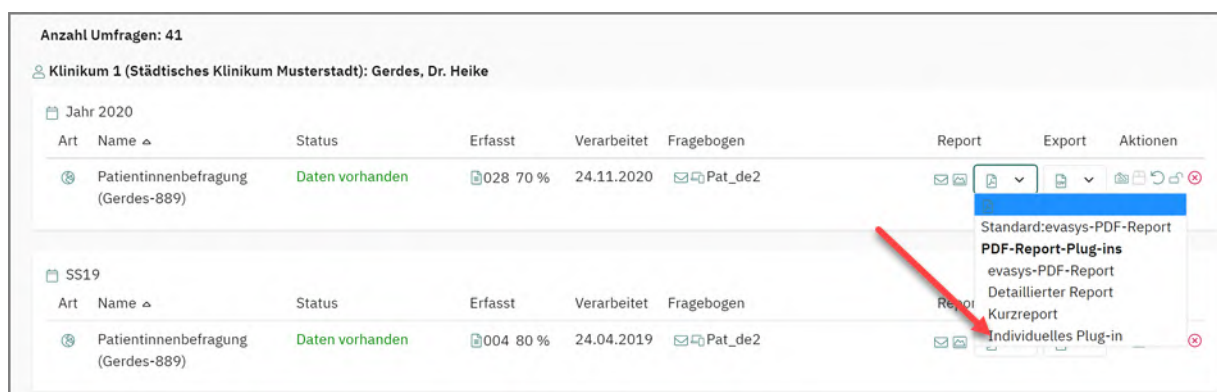 Anzahl Umfragen: 41
Klinikum 1 (Städtisches Klinikum Musterstadt): Gerdes, Dr. Heike
Jahr 2020
Art Name Status Erfasst Verarbeitet Fragebogen Report Export Aktionen
Patientinnenbefragung Daten vorhanden 028 70 % 24.11.2020 Pat_de2
(Gerdes-889)
Standard:evasys-PDF-Report
PDF-Report-Plug-ins
evasys-PDF-Report
Detaillierter Report
Kurzreport
Individuelles Plug-in
SS19
Art Name Status Erfasst Verarbeitet Fragebogen Repor
Patientinnenbefragung Daten vorhanden 004 80 % 24.04.2019 Pat_de2
(Gerdes-889)